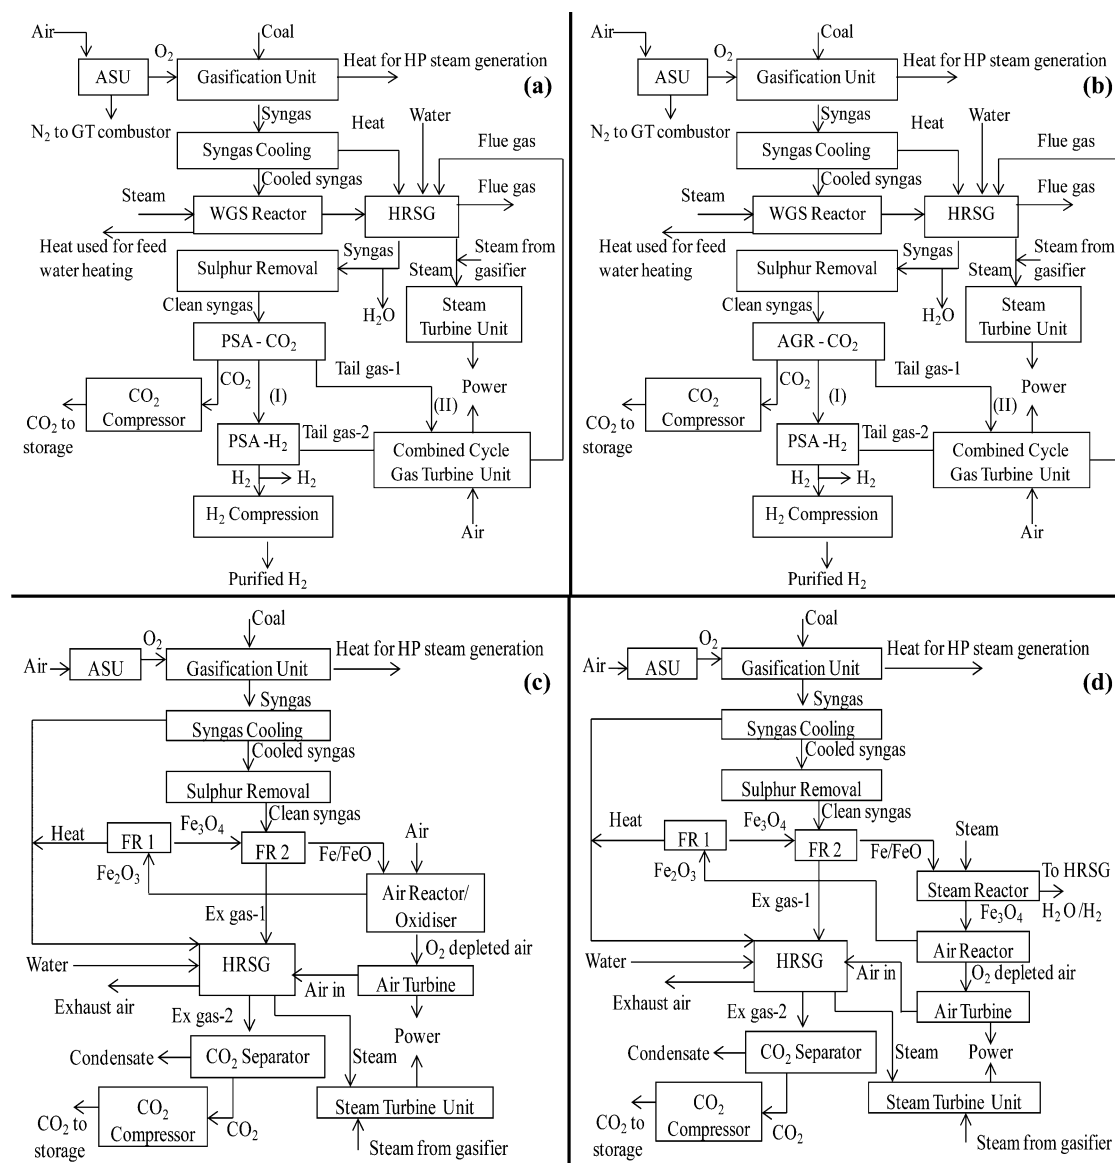 Air
O2
Coal
ASU
Gasification Unit
Heat for HP steam generation
(a)
N2 to GT combustor
Syngas
Heat
Water
Flue gas
Syngas Cooling
Cooled syngas
Steam
WGS Reactor
HRSG
Flue gas
Heat used for feed
water heating
Syngas
Steam from
gasifier
Sulphur Removal
Steam
Clean syngas
H2O
Steam
Turbine Unit
PSA - CO2
CO2
Tail gas-1
Power
CO2
Compressor
(I)
(II)
CO2 to
storage
PSA -H2
Tail gas-2
Combined Cycle
Gas Turbine Unit
H2
H2
H2 Compression
Air
Purified H2
Air
O2
Coal
ASU
Gasification Unit
Heat for HP steam generation
(b)
N2 to GT combustor
Syngas
Heat
Water
Flue gas
Syngas Cooling
Cooled syngas
Steam
WGS Reactor
HRSG
Flue gas
Heat used for feed
water heating
Syngas
Steam from
gasifier
Sulphur Removal
Steam
Clean syngas
H2O
Steam
Turbine Unit
AGR - CO2
CO2
Tail gas-1
Power
CO2
Compressor
(I)
(II)
CO2 to
storage
PSA -H2
Tail gas-2
Combined Cycle
Gas Turbine Unit
H2
H2
H2 Compression
Air
Purified H2
Coal
O2
Air
ASU
Gasification Unit
Heat for HP steam generation
(c)
Syngas
Syngas Cooling
Cooled syngas
Sulphur Removal
Clean syngas
Heat
FR 1
Fe3O4
FR 2
Air
Fe/FeO
Fe2O3
Air Reactor/
Oxidiser
Ex gas-1
O2 depleted air
Water
HRSG
Air in
Air Turbine
Exhaust air
Ex gas-2
Power
Condensate
CO2 Separator
Steam
CO2
Compressor
CO2 to
storage
CO2
Steam Turbine Unit
Steam from gasifier
Coal
O2
Air
ASU
Gasification Unit
Heat for HP steam generation
(d)
Syngas
Syngas Cooling
Cooled syngas
Sulphur Removal
Clean syngas
Heat
FR 1
Fe3O4
FR 2
Steam
Fe/FeO
Fe2O3
To HRSG
Steam Reactor
H2O /H2
Ex gas-1
Fe3O4
Air Reactor
Water
HRSG
Air in
O2 depleted air
Exhaust air
Air Turbine
Ex gas-2
Power
Condensate
CO2 Separator
Steam
CO2
Compressor
CO2 to
storage
CO2
Steam Turbine Unit
Steam from gasifier